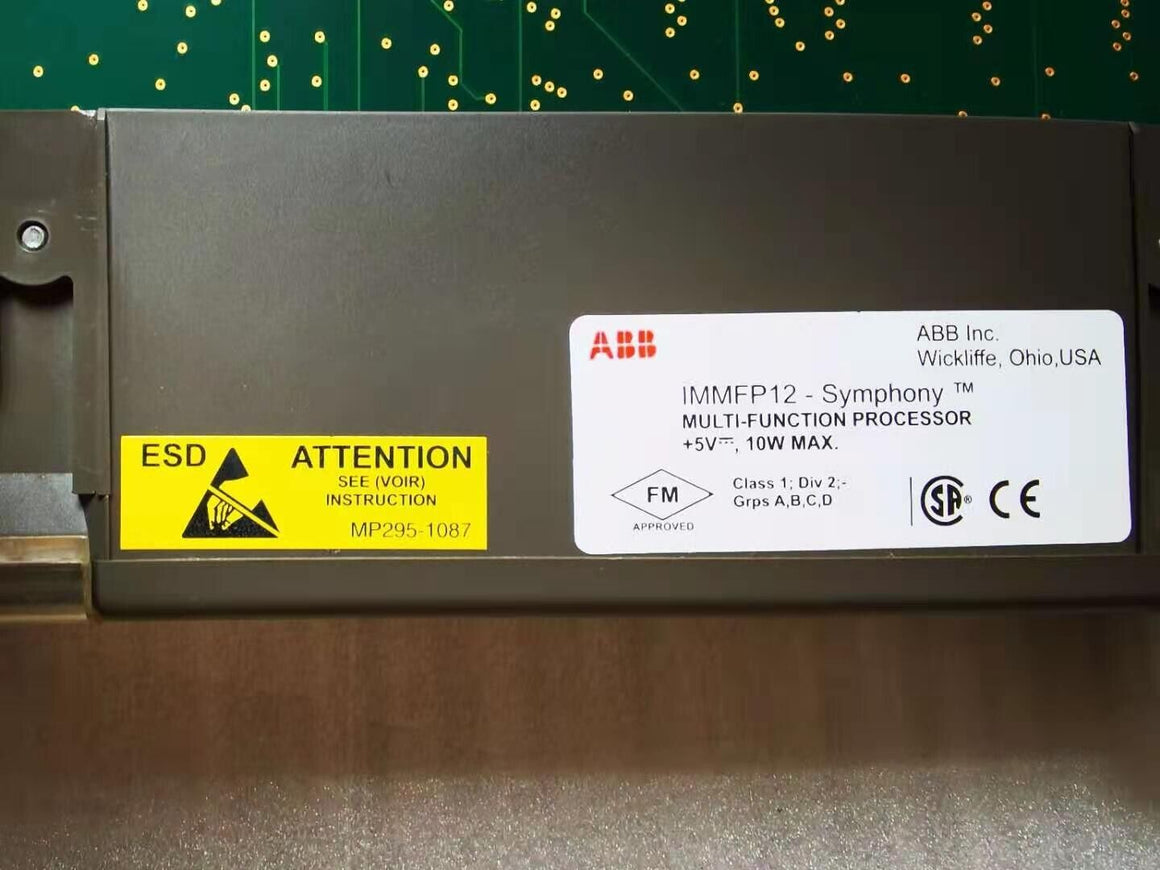 ESD
ATTENTION
SEE (VOIR)
INSTRUCTION
MP295-1087
ABB
ABB Inc.
Wickliffe, Ohio,USA
IMMFP12 - Symphony ™
MULTI-FUNCTION PROCESSOR
+5V⎓, 10W MAX.
FM
APPROVED
Class 1; Div 2;-
Grps A,B,C,D
SA®
CE